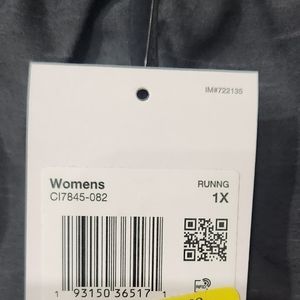 IM#722135
Womens
RUNNG
CI7845-082
1X
1 93150 36517 1